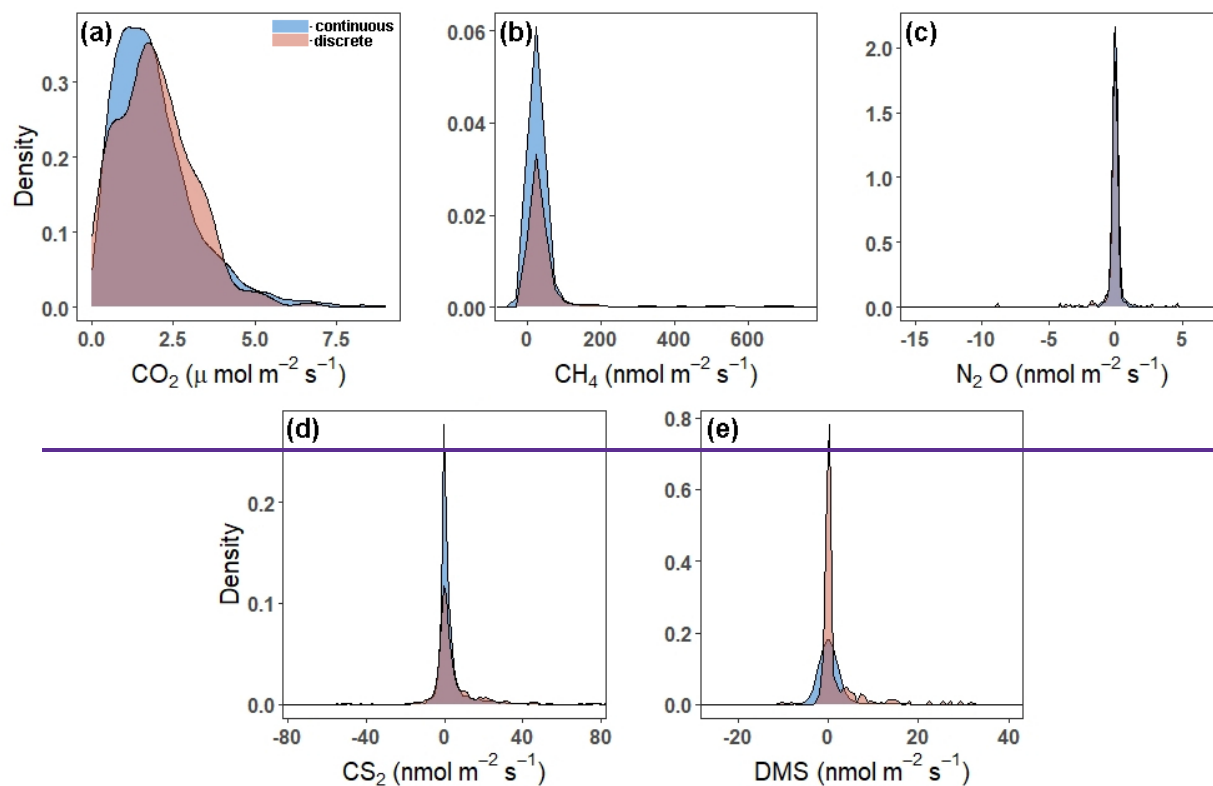 (a)
continuous
discrete
Density
0.3
0.2
0.1
0.0
0.0 2.5 5.0 7.5
CO₂ (μ mol m⁻² s⁻¹)
(b)
0.06
0.04
0.02
0.00
0 200 400 600
CH₄ (nmol m⁻² s⁻¹)
(c)
2.0
1.5
1.0
0.5
0.0
-15 -10 -5 0 5
N₂ O (nmol m⁻² s⁻¹)
(d)
Density
0.2
0.1
0.0
-80 -40 0 40 80
CS₂ (nmol m⁻² s⁻¹)
(e)
0.8
0.6
0.4
0.2
0.0
-20 0 20 40
DMS (nmol m⁻² s⁻¹)